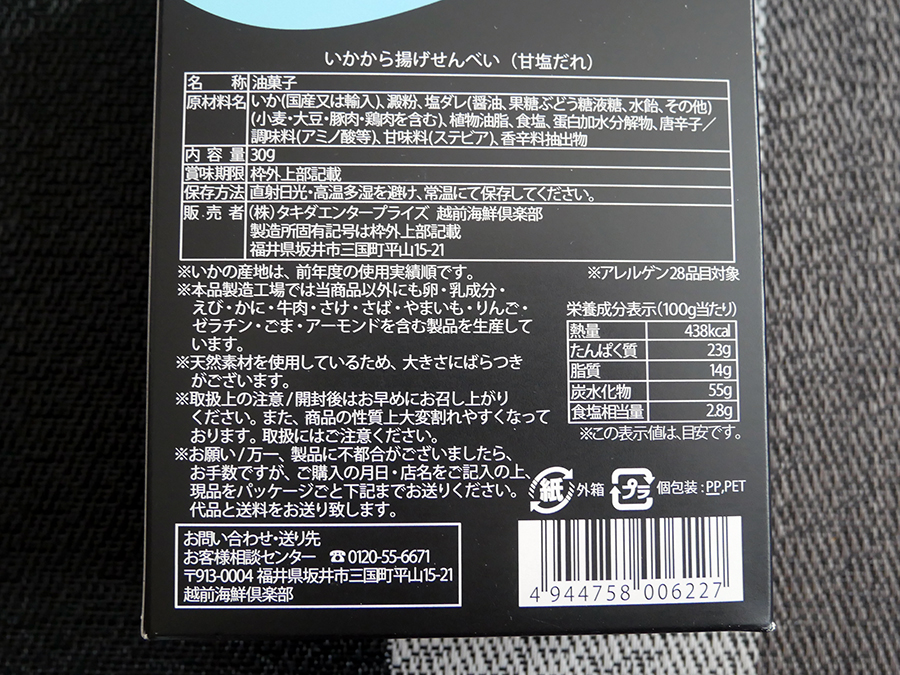 いかから揚げせんべい（甘塩だれ）
名称 油菓子
原材料名 いか(国産又は輸入)、澱粉、塩ダレ(醤油、果糖ぶどう糖液糖、水飴、その他)
(小麦・大豆・豚肉・鶏肉を含む)、植物油脂、食塩、蛋白加水分解物、唐辛子／
調味料(アミノ酸等)、甘味料(ステビア)、香辛料抽出物
内容量 30g
賞味期限 枠外上部記載
保存方法 直射日光・高温多湿を避け、常温にて保存してください。
販売者 (株)タキダエンタープライズ 越前海鮮倶楽部
製造所固有記号は枠外上部記載
福井県坂井市三国町平山15-21
※いかの産地は、前年度の使用実績順です。
※アレルゲン28品目対象
※本品製造工場では当商品以外にも卵・乳成分・
えび・かに・牛肉・さけ・さば・やまいも・りんご・
ゼラチン・ごま・アーモンドを含む製品を生産して
います。
※天然素材を使用しているため、大きさにばらつき
がございます。
※取扱上の注意/開封後はお早めにお召し上がり
ください。また、商品の性質上大変割れやすくなって
おります。取扱にはご注意ください。
※お願い/万一、製品に不都合がございましたら、
お手数ですが、ご購入の月日・店名をご記入の上、
現品をパッケージごと下記までお送りください。
代品と送料をお送り致します。
栄養成分表示(100g当たり)
熱量 438kcal
たんぱく質 23g
脂質 14g
炭水化物 55g
食塩相当量 2.8g
※この表示値は、目安です。
紙 外箱 プラ 個包装：PP,PET
お問い合わせ・送り先
お客様相談センター ☎0120-55-6671
〒913-0004 福井県坂井市三国町平山15-21
越前海鮮倶楽部
4 944758 006227